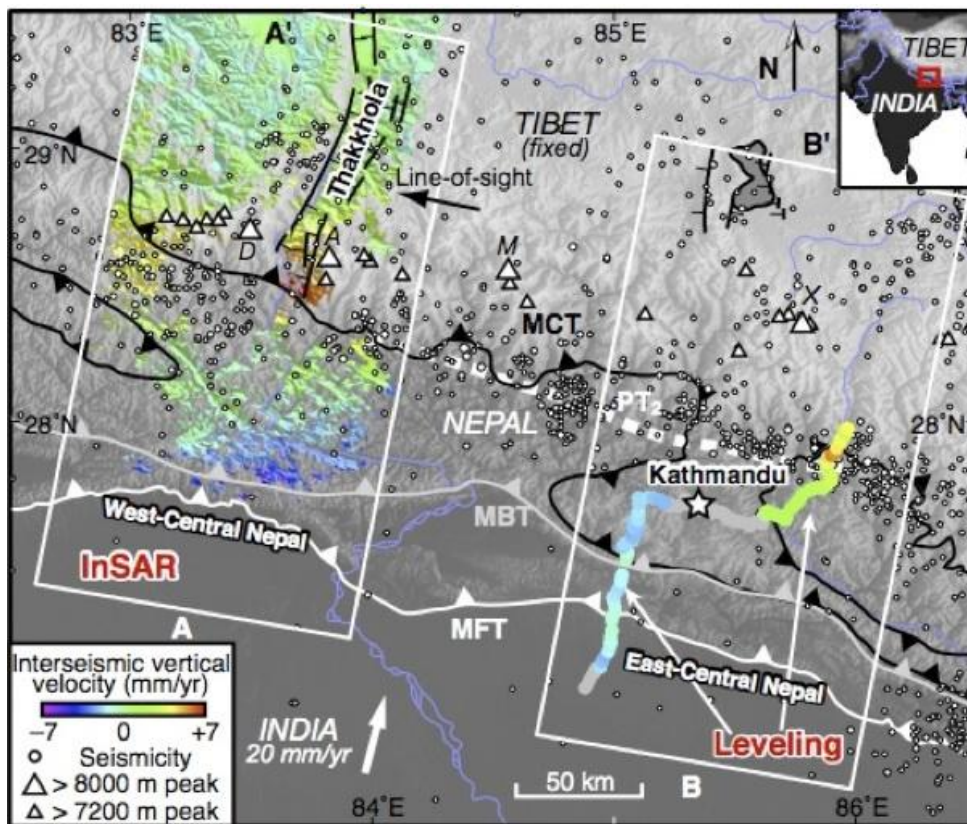 83°E
A'
85°E
N
TIBET
INDIA
TIBET
(fixed)
B'
29°N
Thakkhola
Line-of-sight
D
A
M
X
MCT
28°N
NEPAL
PT2
28°N
Kathmandu
West-Central Nepal
MBT
InSAR
A
MFT
East-Central Nepal
Interseismic vertical
velocity (mm/yr)
−7 0 +7
Seismicity
> 8000 m peak
> 7200 m peak
INDIA
20 mm/yr
Leveling
50 km
B
84°E
86°E